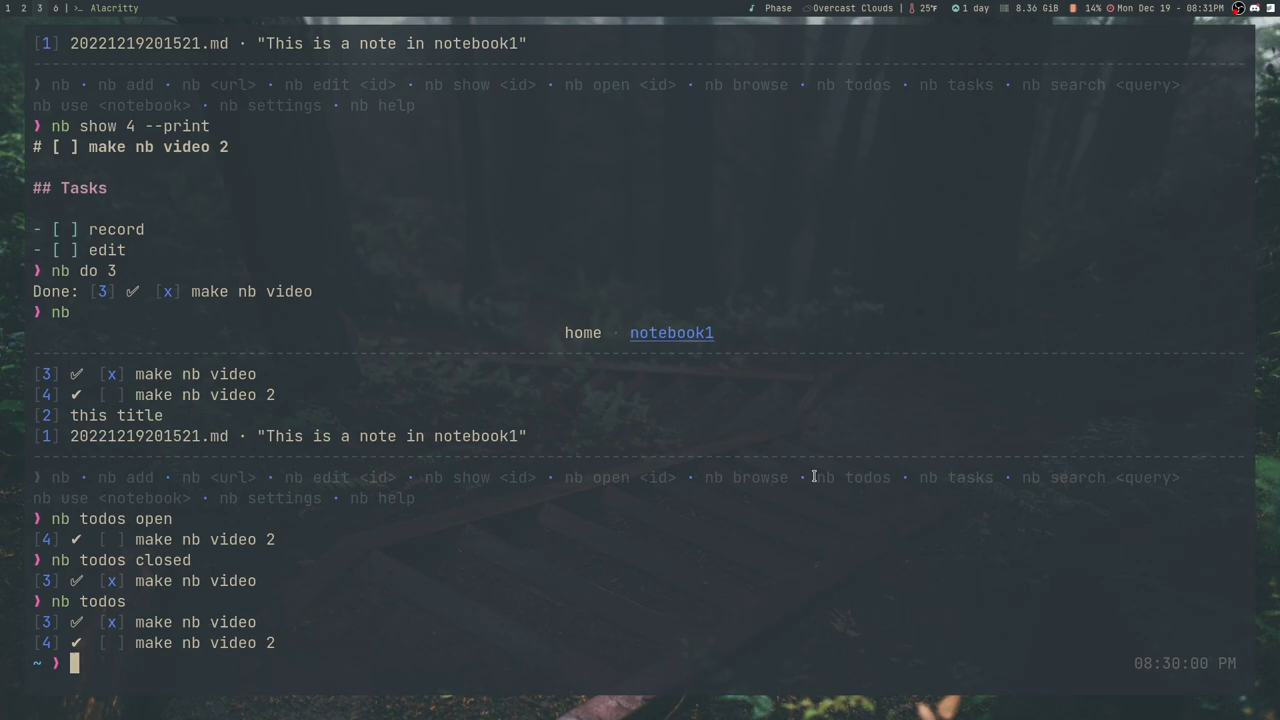 1 2 3 6 | >_ Alacritty Phase Overcast Clouds | 25°F 1 day 8.36 GiB 14% Mon Dec 19 - 08:31PM
[1] 20221219201521.md · "This is a note in notebook1"
❱ nb · nb add · nb <url> · nb edit <id> · nb show <id> · nb open <id> · nb browse · nb todos · nb tasks · nb search <query>
nb use <notebook> · nb settings · nb help
❱ nb show 4 --print
# [ ] make nb video 2
## Tasks
- [ ] record
- [ ] edit
❱ nb do 3
Done: [3] ✅ [x] make nb video
❱ nb
home · notebook1
[3] ✅ [x] make nb video
[4] ✔ [ ] make nb video 2
[2] this title
[1] 20221219201521.md · "This is a note in notebook1"
❱ nb · nb add · nb <url> · nb edit <id> · nb show <id> · nb open <id> · nb browse · nb todos · nb tasks · nb search <query>
nb use <notebook> · nb settings · nb help
❱ nb todos open
[4] ✔ [ ] make nb video 2
❱ nb todos closed
[3] ✅ [x] make nb video
❱ nb todos
[3] ✅ [x] make nb video
[4] ✔ [ ] make nb video 2
~ ❱ 08:30:00 PM